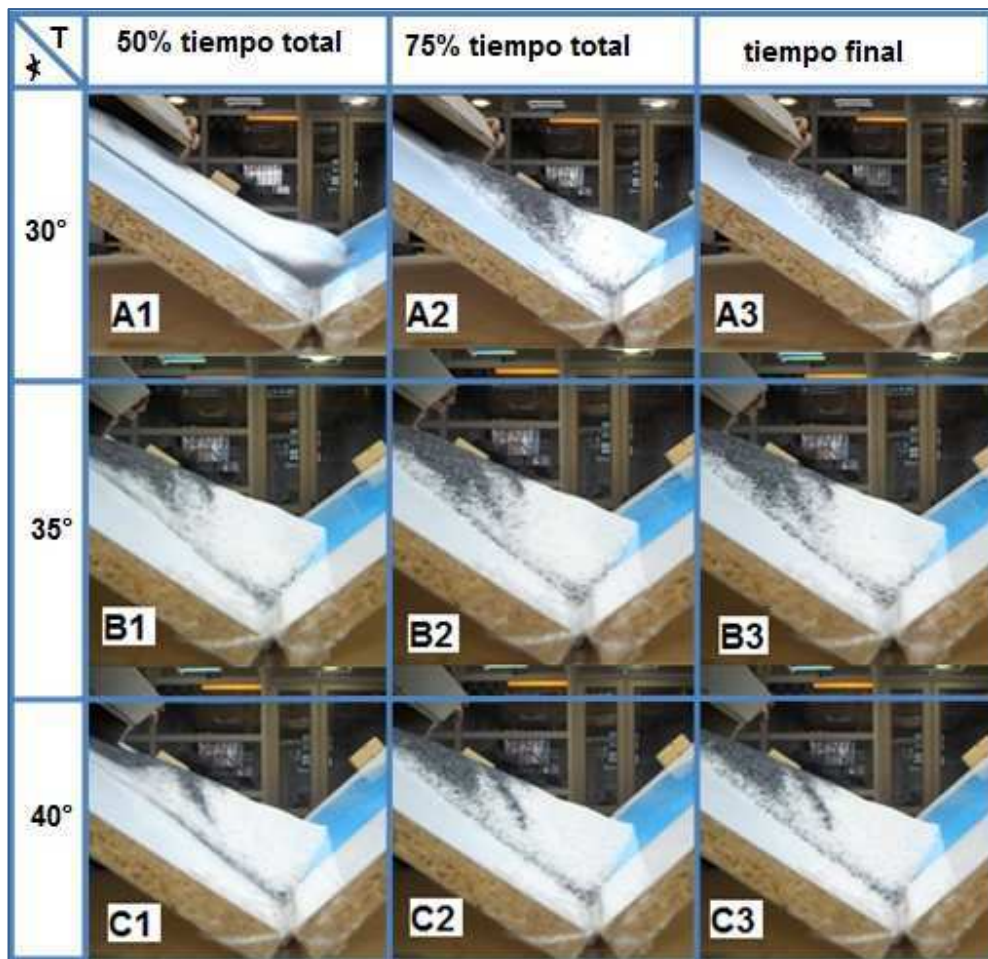 T
∢
50% tiempo total
75% tiempo total
tiempo final
30°
A1
A2
A3
35°
B1
B2
B3
40°
C1
C2
C3